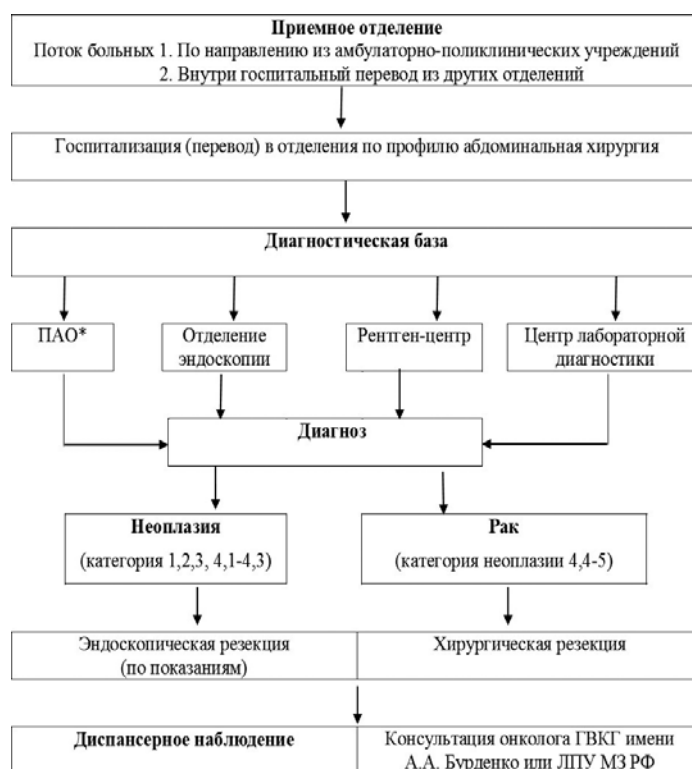 Приемное отделение
Поток больных 1. По направлению из амбулаторно-поликлинических учреждений
2. Внутри госпитальный перевод из других отделений
Госпитализация (перевод) в отделения по профилю абдоминальная хирургия
Диагностическая база
ПАО*
Отделение
эндоскопии
Рентген-центр
Центр лабораторной
диагностики
Диагноз
Неоплазия
(категория 1,2,3, 4,1-4,3)
Рак
(категория неоплазии 4,4-5)
Эндоскопическая резекция
(по показаниям)
Хирургическая резекция
Диспансерное наблюдение
Консультация онколога ГВКГ имени
А.А. Бурденко или ЛПУ МЗ РФ